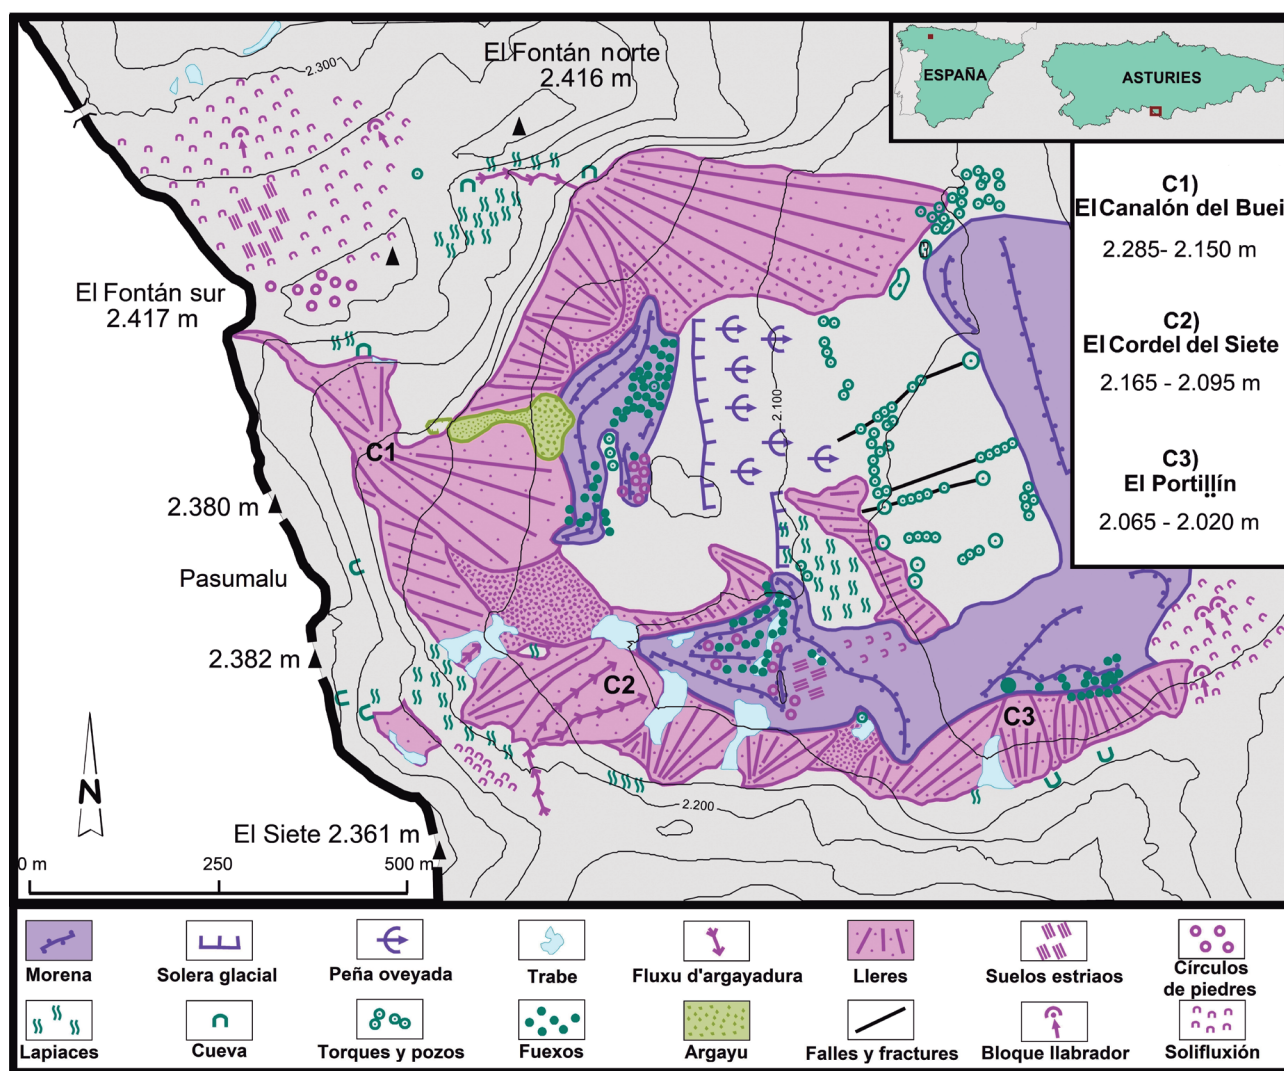 El Fontán norte
2.416 m
2.300
ESPAÑA
ASTURIES
C1)
El Canalón del Buei
2.285- 2.150 m
C2)
El Cordel del Siete
2.165 - 2.095 m
C3)
El Portiḷḷín
2.065 - 2.020 m
El Fontán sur
2.417 m
2.100
C1
2.380 m
Pasumalu
2.382 m
C2
C3
N
2.200
El Siete 2.361 m
0 m 250 500 m
Morena
Solera glacial
Peña oveyada
Trabe
Fluxu d'argayadura
Lleres
Suelos estriaos
Círculos
de piedres
Lapiaces
Cueva
Torques y pozos
Fuexos
Argayu
Falles y fractures
Bloque llabrador
Solifluxión